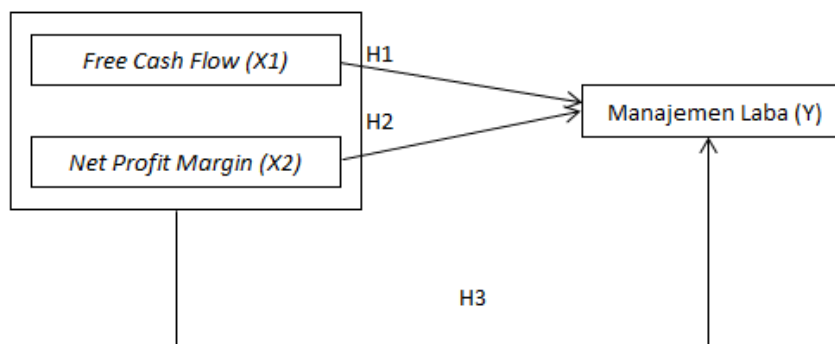 Free Cash Flow (X1)
H1
Manajemen Laba (Y)
H2
Net Profit Margin (X2)
H3